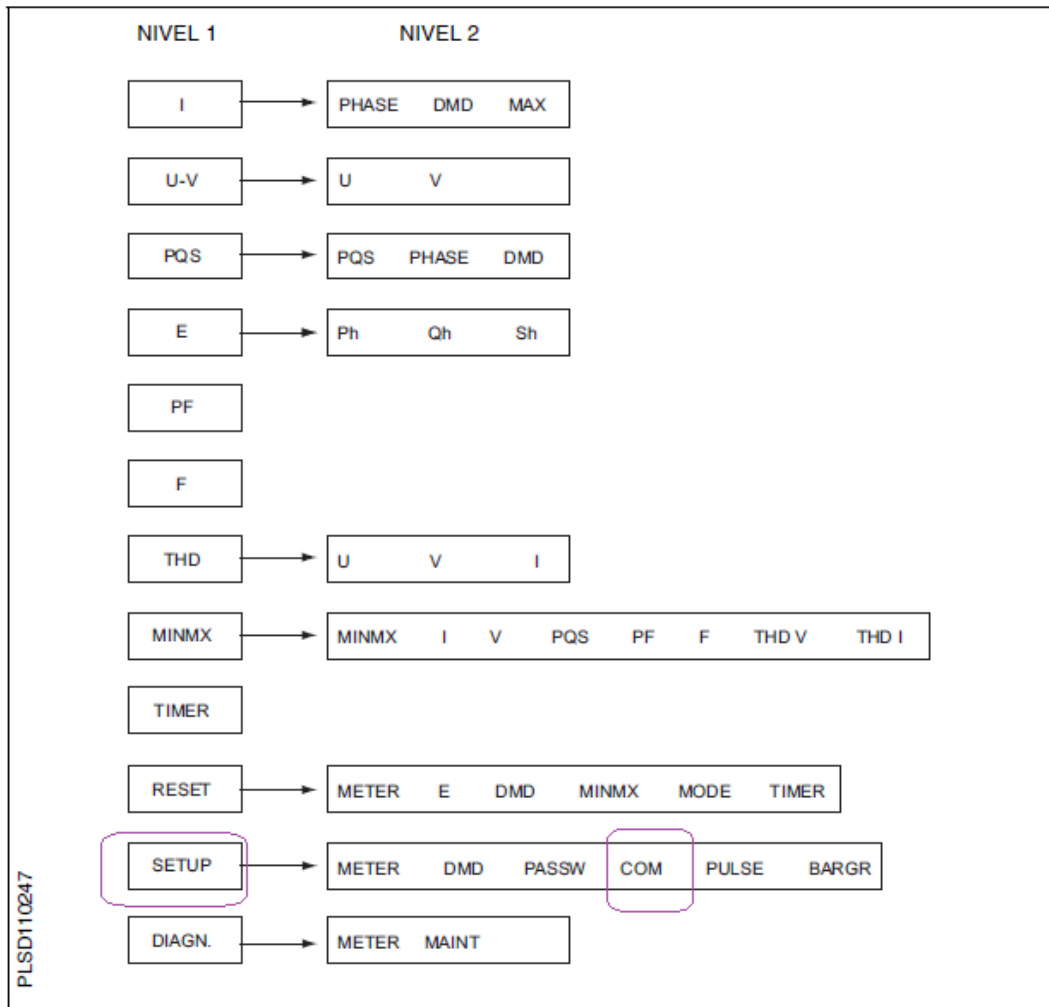 NIVEL 1 NIVEL 2
I PHASE DMD MAX
U-V U V
PQS PQS PHASE DMD
E Ph Qh Sh
PF
F
THD U V I
MINMX MINMX I V PQS PF F THD V THD I
TIMER
RESET METER E DMD MINMX MODE TIMER
SETUP METER DMD PASSW COM PULSE BARGR
DIAGN. METER MAINT
PLSD110247